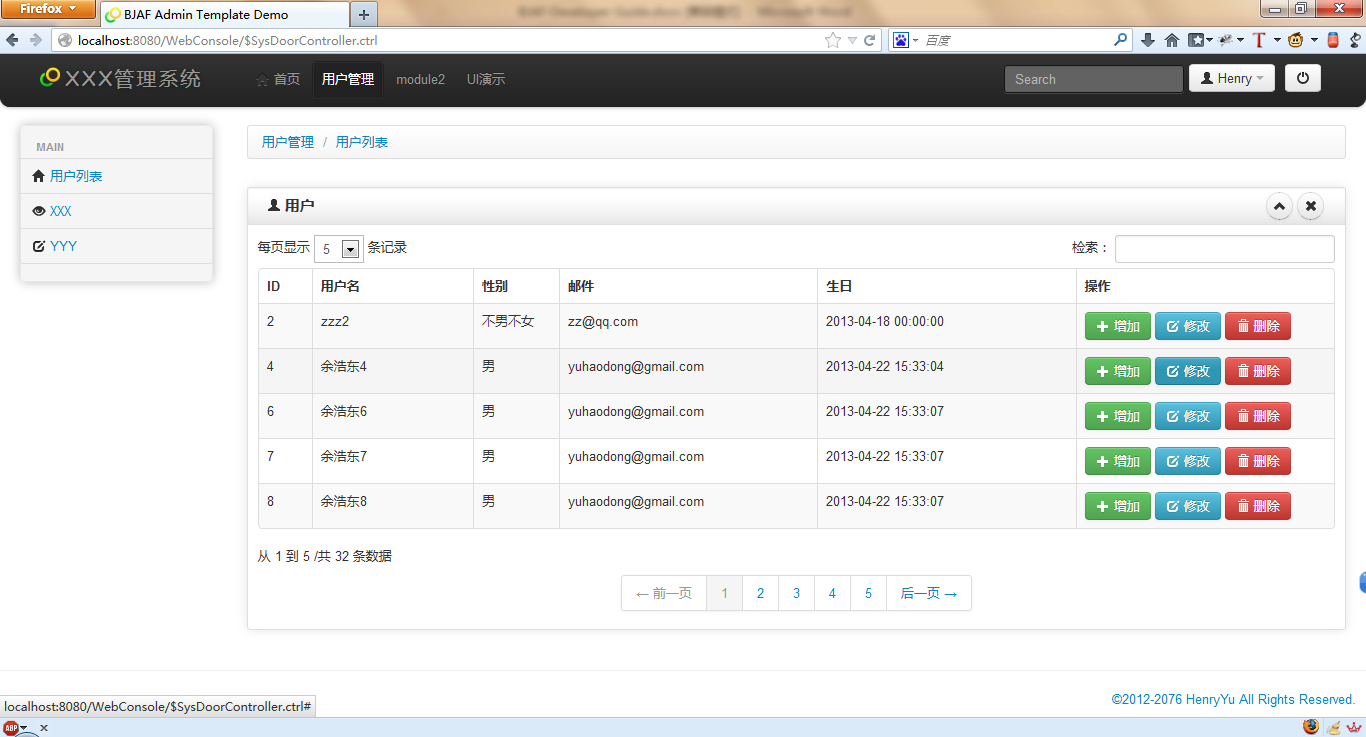 Firefox
BJAF Admin Template Demo
localhost:8080/WebConsole/$SysDoorController.ctrl
百度
XXX管理系统 首页 用户管理 module2 UI演示 Search Henry
MAIN
用户列表
XXX
YYY
用户管理 / 用户列表
用户
每页显示 5 条记录 检索：
ID 用户名 性别 邮件 生日 操作
2 zzz2 不男不女 zz@qq.com 2013-04-18 00:00:00 增加 修改 删除
4 余浩东4 男 yuhaodong@gmail.com 2013-04-22 15:33:04 增加 修改 删除
6 余浩东6 男 yuhaodong@gmail.com 2013-04-22 15:33:07 增加 修改 删除
7 余浩东7 男 yuhaodong@gmail.com 2013-04-22 15:33:07 增加 修改 删除
8 余浩东8 男 yuhaodong@gmail.com 2013-04-22 15:33:07 增加 修改 删除
从 1 到 5 /共 32 条数据
← 前一页 1 2 3 4 5 后一页 →
©2012-2076 HenryYu All Rights Reserved.
localhost:8080/WebConsole/$SysDoorController.ctrl#
ABP